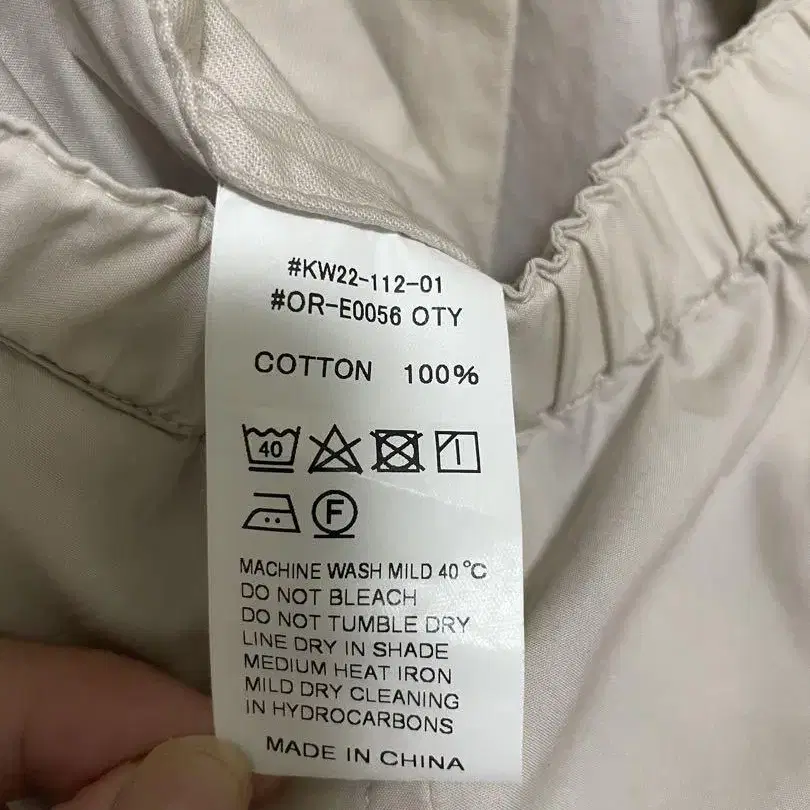 #KW22-112-01
#OR-E0056 OTY
COTTON 100%
40
F
MACHINE WASH MILD 40 °C
DO NOT BLEACH
DO NOT TUMBLE DRY
LINE DRY IN SHADE
MEDIUM HEAT IRON
MILD DRY CLEANING
IN HYDROCARBONS
MADE IN CHINA